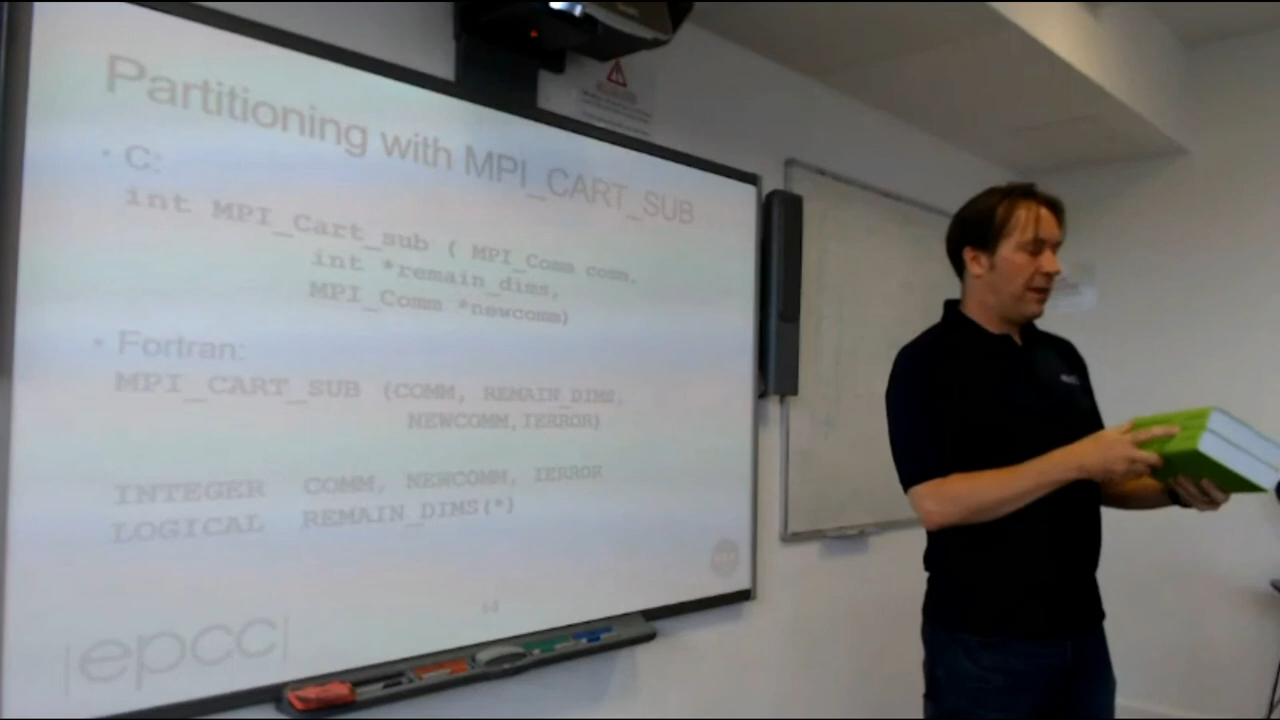 Partitioning with MPI_CART_SUB
• C:
int MPI_Cart_sub ( MPI_Comm comm,
int *remain_dims,
MPI_Comm *newcomm)
• Fortran:
MPI_CART_SUB (COMM, REMAIN_DIMS,
NEWCOMM,IERROR)
INTEGER COMM, NEWCOMM, IERROR
LOGICAL REMAIN_DIMS(*)
|epcc|